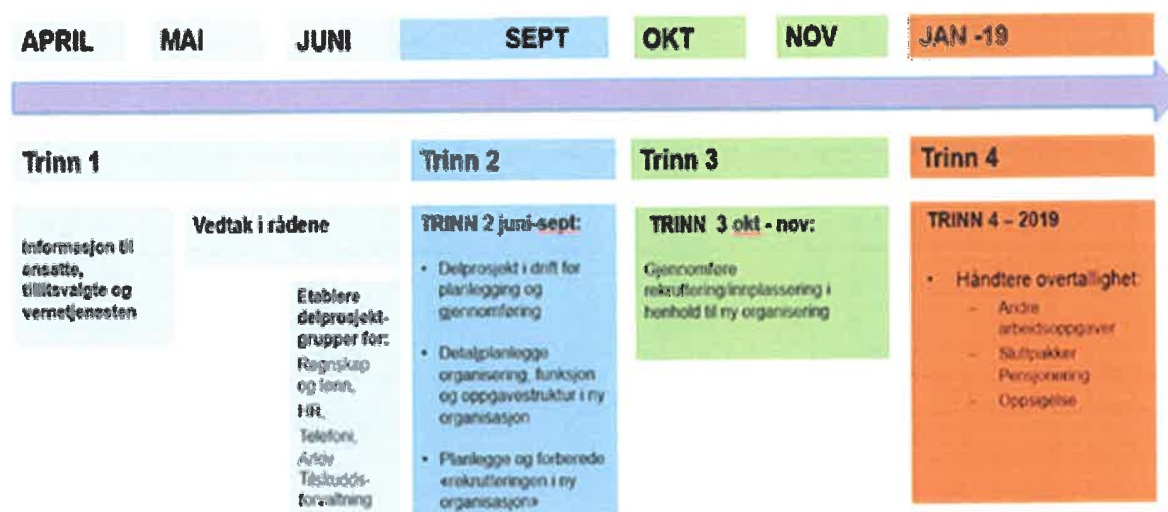 APRIL
MAI
JUNI
SEPT
OKT
NOV
JAN -19
Trinn 1
Trinn 2
Trinn 3
Trinn 4
Informasjon til
ansatte,
tillitsvalgte og
vernetjenesten
Vedtak i rådene
Etablere
delprosjekt-
grupper for:
Regnskap
og lønn,
HR,
Telefoni,
Arkiv
Tilskudds-
forvaltning
TRINN 2 juni-sept:
• Delprosjekt i drift for
planlegging og
gjennomføring
• Detaljplanlegge
organisering, funksjon
og oppgavestruktur i ny
organisasjon
• Planlegge og forberede
«rekrutteringen i ny
organisasjon»
TRINN 3 okt - nov:
Gjennomføre
rekruttering/innplassering i
henhold til ny organisering
TRINN 4 – 2019
• Håndtere overtallighet
- Andre
arbeidsoppgaver
- Sluttpakker
Pensjonering
- Oppsigelse